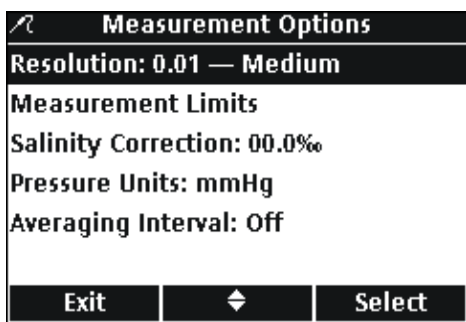 Measurement Options
Resolution: 0.01 — Medium
Measurement Limits
Salinity Correction: 00.0‰
Pressure Units: mmHg
Averaging Interval: Off
Exit Select